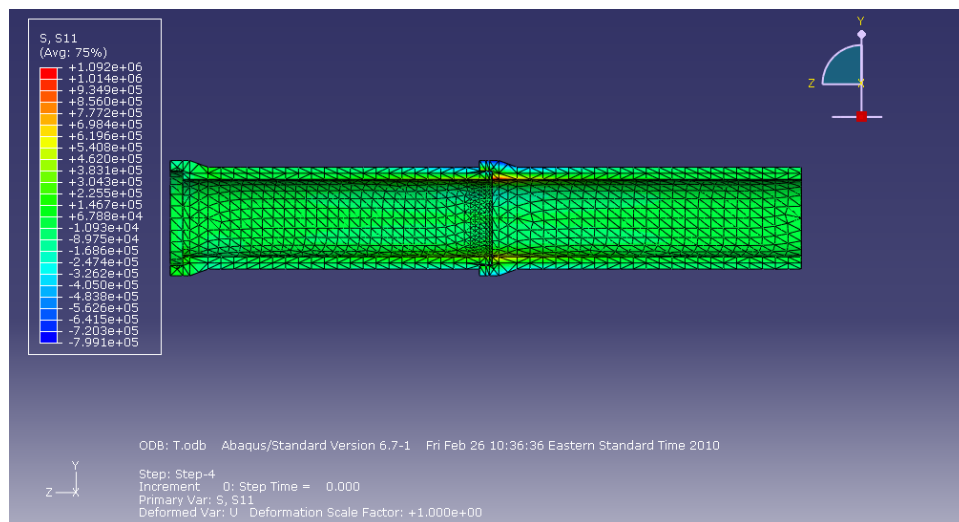 S, S11
(Avg: 75%)
+1.092e+06
+1.014e+06
+9.349e+05
+8.560e+05
+7.772e+05
+6.984e+05
+6.196e+05
+5.408e+05
+4.620e+05
+3.831e+05
+3.043e+05
+2.255e+05
+1.467e+05
+6.788e+04
-1.093e+04
-8.975e+04
-1.686e+05
-2.474e+05
-3.262e+05
-4.050e+05
-4.838e+05
-5.626e+05
-6.415e+05
-7.203e+05
-7.991e+05
Y
Z X
ODB: T.odb Abaqus/Standard Version 6.7-1 Fri Feb 26 10:36:36 Eastern Standard Time 2010
Y
Z X
Step: Step-4
Increment 0: Step Time = 0.000
Primary Var: S, S11
Deformed Var: U Deformation Scale Factor: +1.000e+00